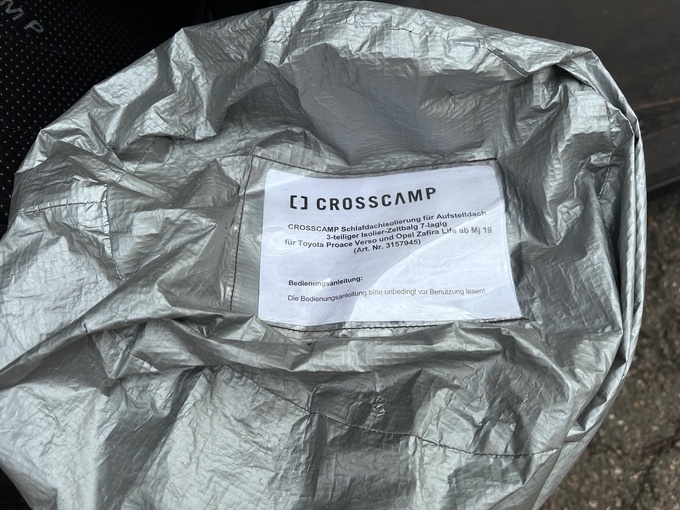 MP
[] CROSSCAMP
CROSSCAMP Schlafdachisolierung für Aufstelldach
3-teiliger Isolier-Zeltbalg 7-lagig
für Toyota Proace Verso und Opel Zafira Life ab Mj 19
(Art. Nr. 3157945)
Bedienungsanleitung:
Die Bedienungsanleitung bitte unbedingt vor Benutzung lesen!